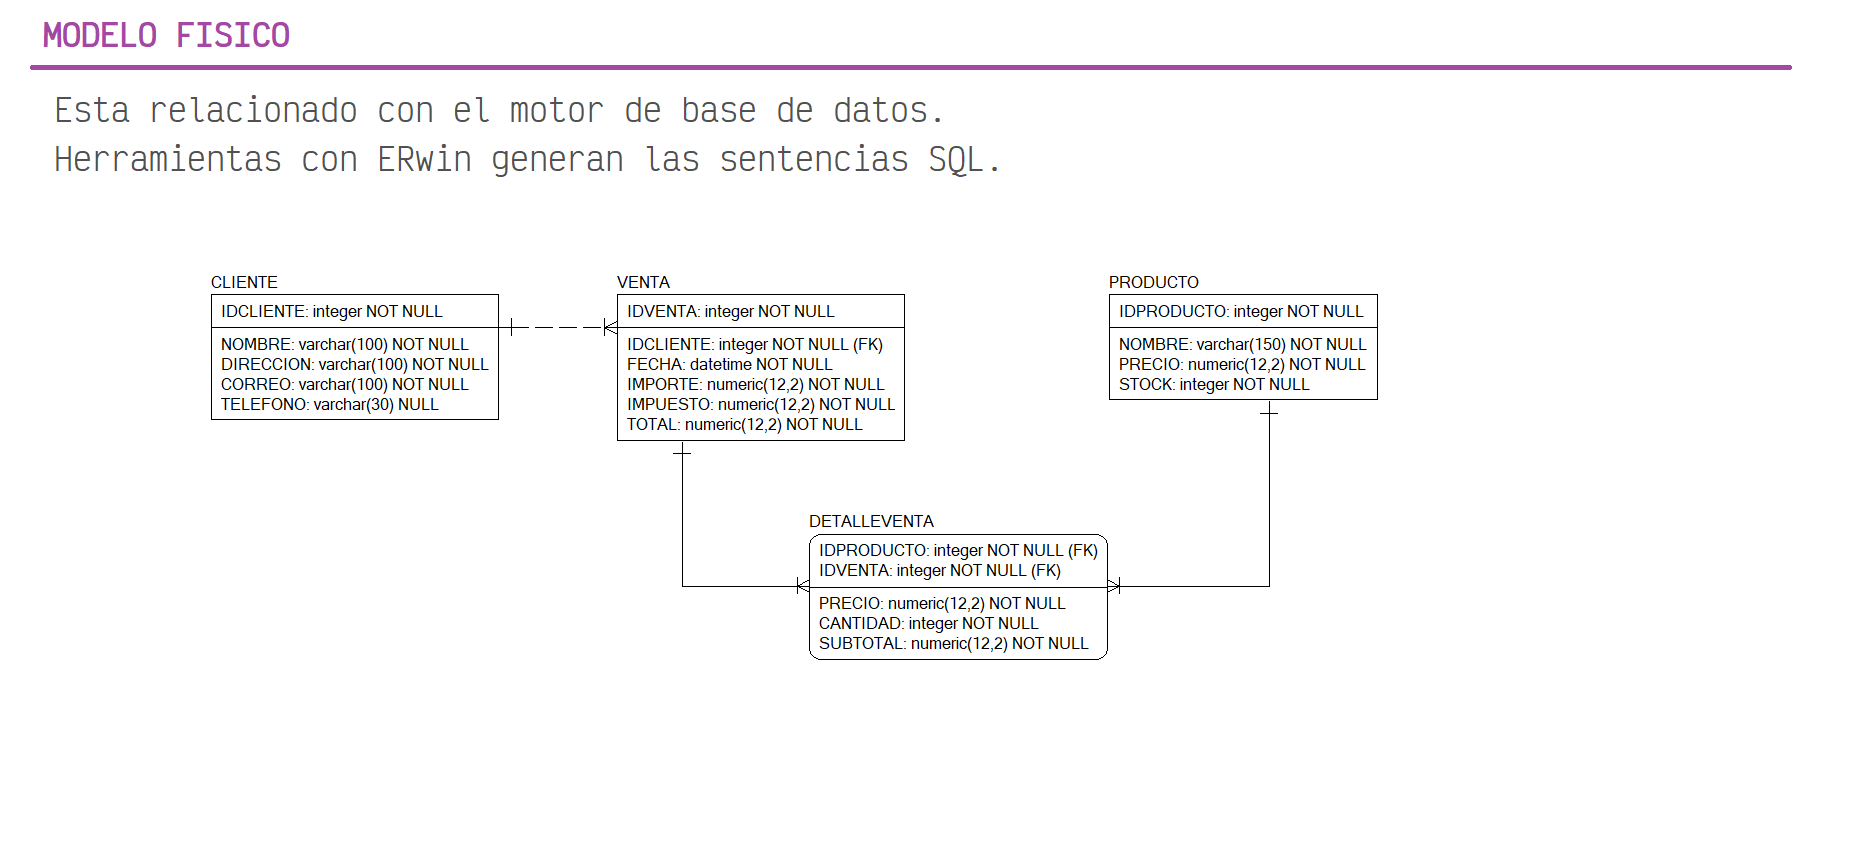 MODELO FISICO
Esta relacionado con el motor de base de datos.
Herramientas con ERwin generan las sentencias SQL.
CLIENTE
IDCLIENTE: integer NOT NULL
NOMBRE: varchar(100) NOT NULL
DIRECCION: varchar(100) NOT NULL
CORREO: varchar(100) NOT NULL
TELEFONO: varchar(30) NULL
VENTA
IDVENTA: integer NOT NULL
IDCLIENTE: integer NOT NULL (FK)
FECHA: datetime NOT NULL
IMPORTE: numeric(12,2) NOT NULL
IMPUESTO: numeric(12,2) NOT NULL
TOTAL: numeric(12,2) NOT NULL
PRODUCTO
IDPRODUCTO: integer NOT NULL
NOMBRE: varchar(150) NOT NULL
PRECIO: numeric(12,2) NOT NULL
STOCK: integer NOT NULL
DETALLEVENTA
IDPRODUCTO: integer NOT NULL (FK)
IDVENTA: integer NOT NULL (FK)
PRECIO: numeric(12,2) NOT NULL
CANTIDAD: integer NOT NULL
SUBTOTAL: numeric(12,2) NOT NULL